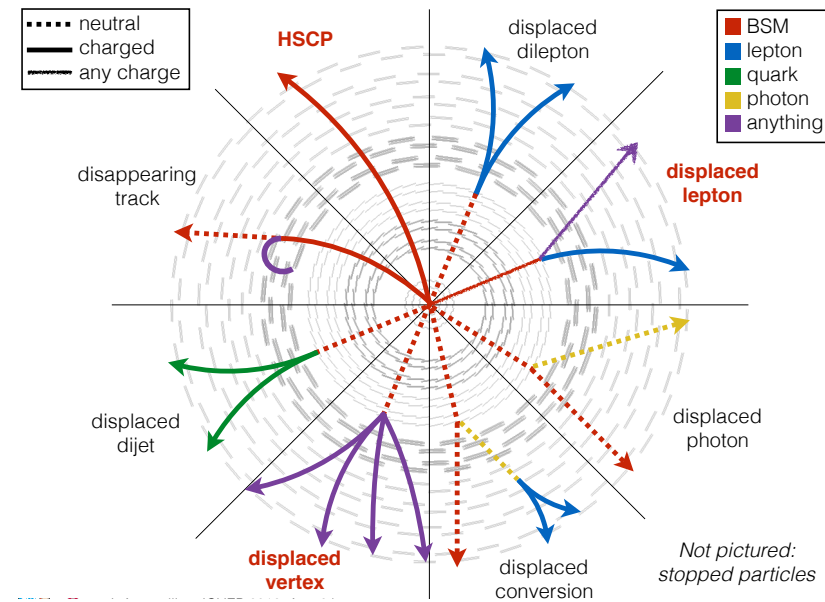 neutral
charged
any charge
HSCP
displaced
dilepton
BSM
lepton
quark
photon
anything
disappearing
track
displaced
lepton
displaced
dijet
displaced
photon
displaced
vertex
displaced
conversion
Not pictured:
stopped particles